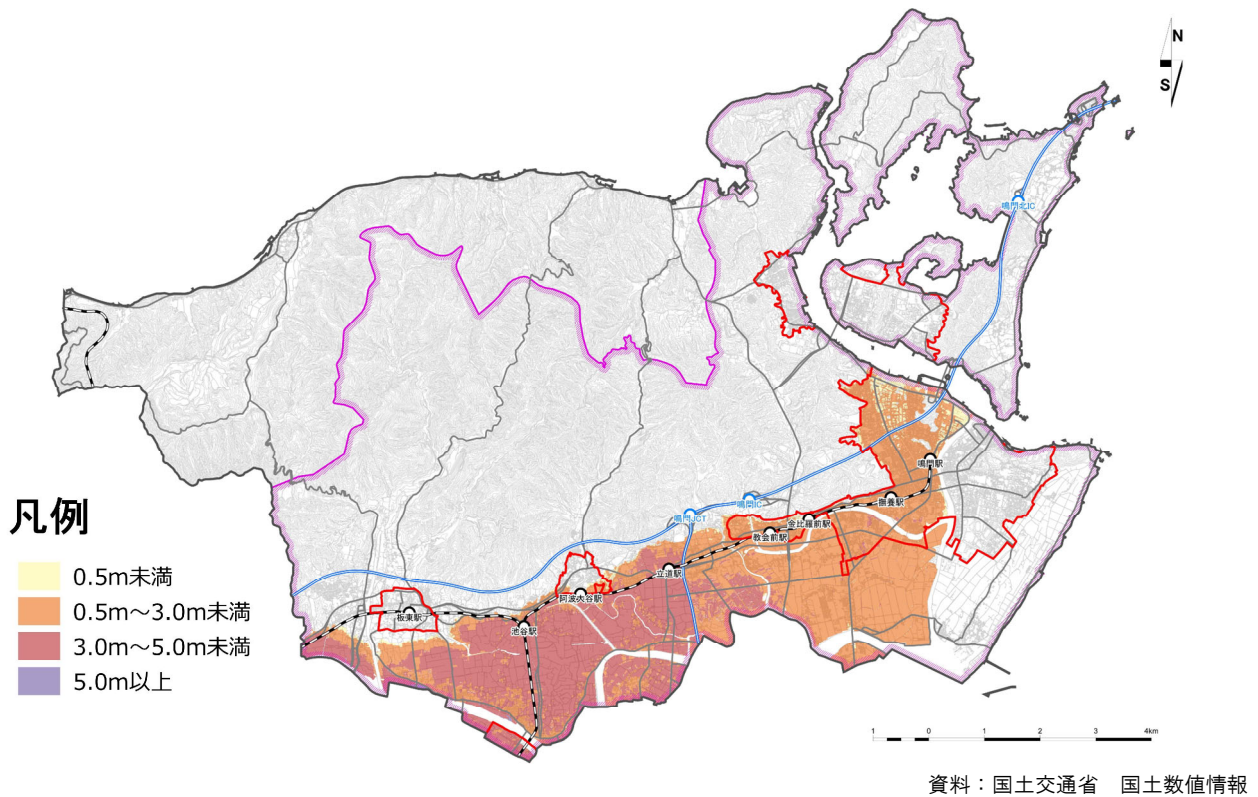 N
S
鳴門北IC
鳴門駅
撫養駅
鳴門IC
金比羅前駅
鳴門JCT
教会前駅
立道駅
阿波大谷駅
板東駅
池谷駅
凡例
0.5m未満
0.5m～3.0m未満
3.0m～5.0m未満
5.0m以上
1 0 1 2 3 4km
資料：国土交通省　国土数値情報